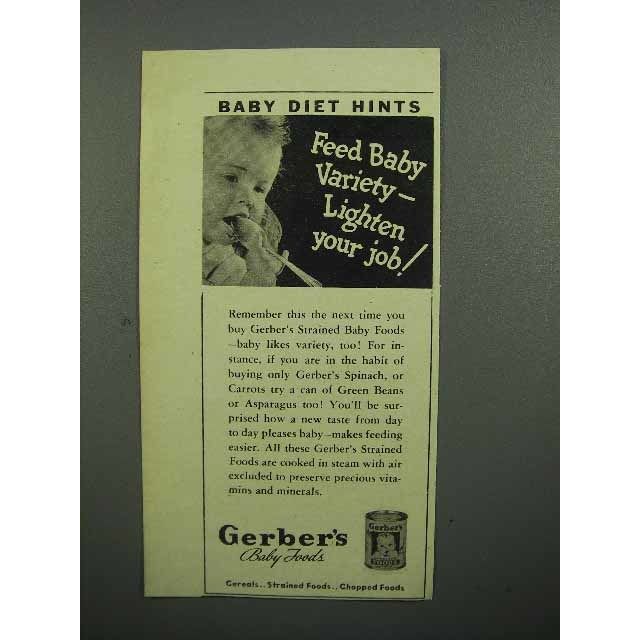 BABY DIET HINTS
Feed Baby
Variety—
Lighten
your job!
Remember this the next time you
buy Gerber's Strained Baby Foods
—baby likes variety, too! For in-
stance, if you are in the habit of
buying only Gerber's Spinach, or
Carrots try a can of Green Beans
or Asparagus too! You'll be sur-
prised how a new taste from day
to day pleases baby—makes feeding
easier. All these Gerber's Strained
Foods are cooked in steam with air
excluded to preserve precious vita-
mins and minerals.
Gerber's
Baby Foods
Gerber's
FOODS
Cereals.. Strained Foods.. Chopped Foods